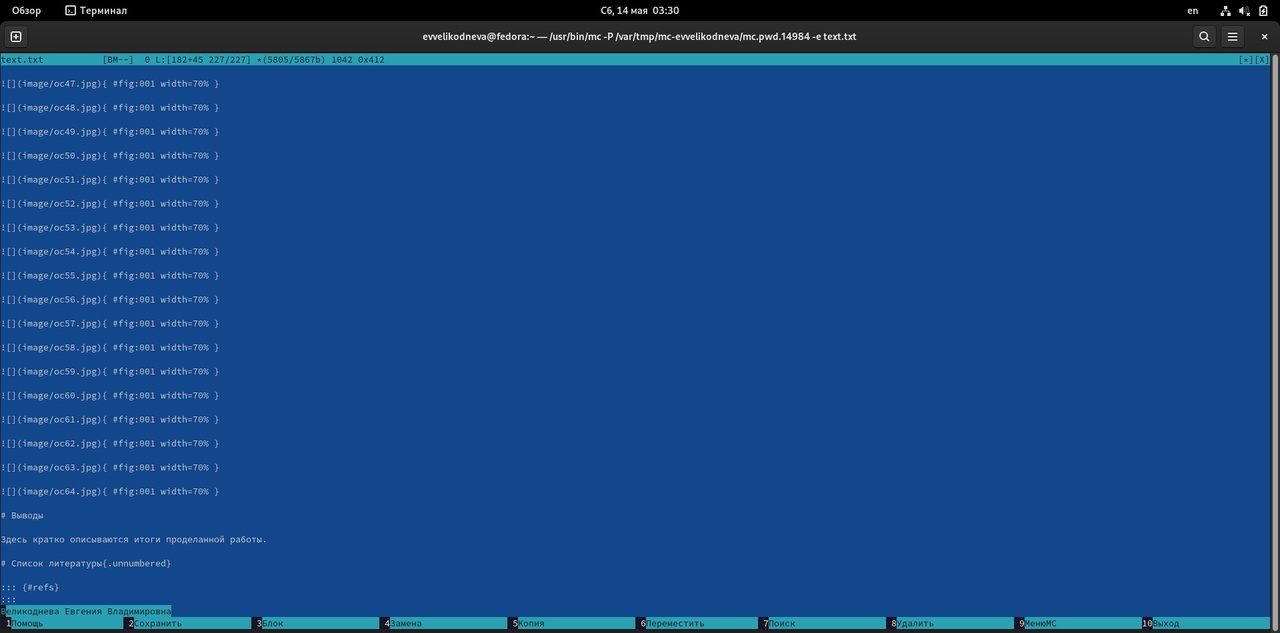 Обзор Терминал Сб, 14 мая 03:30 en
evvelikodneva@fedora:~ — /usr/bin/mc -P /var/tmp/mc-evvelikodneva/mc.pwd.14984 -e text.txt
text.txt [BM--] 0 L:[182+45 227/227] *(5805/5867b) 1042 0x412 [*][X]
![](image/oc47.jpg){ #fig:001 width=70% }
![](image/oc48.jpg){ #fig:001 width=70% }
![](image/oc49.jpg){ #fig:001 width=70% }
![](image/oc50.jpg){ #fig:001 width=70% }
![](image/oc51.jpg){ #fig:001 width=70% }
![](image/oc52.jpg){ #fig:001 width=70% }
![](image/oc53.jpg){ #fig:001 width=70% }
![](image/oc54.jpg){ #fig:001 width=70% }
![](image/oc55.jpg){ #fig:001 width=70% }
![](image/oc56.jpg){ #fig:001 width=70% }
![](image/oc57.jpg){ #fig:001 width=70% }
![](image/oc58.jpg){ #fig:001 width=70% }
![](image/oc59.jpg){ #fig:001 width=70% }
![](image/oc60.jpg){ #fig:001 width=70% }
![](image/oc61.jpg){ #fig:001 width=70% }
![](image/oc62.jpg){ #fig:001 width=70% }
![](image/oc63.jpg){ #fig:001 width=70% }
![](image/oc64.jpg){ #fig:001 width=70% }
# Выводы
Здесь кратко описываются итоги проделанной работы.
# Список литературы{.unnumbered}
::: {#refs}
:::
Великоднева Евгения Владимировна
1Помощь 2Сохранить 3Блок 4Замена 5Копия 6Переместить 7Поиск 8Удалить 9МенюMC 10Выход